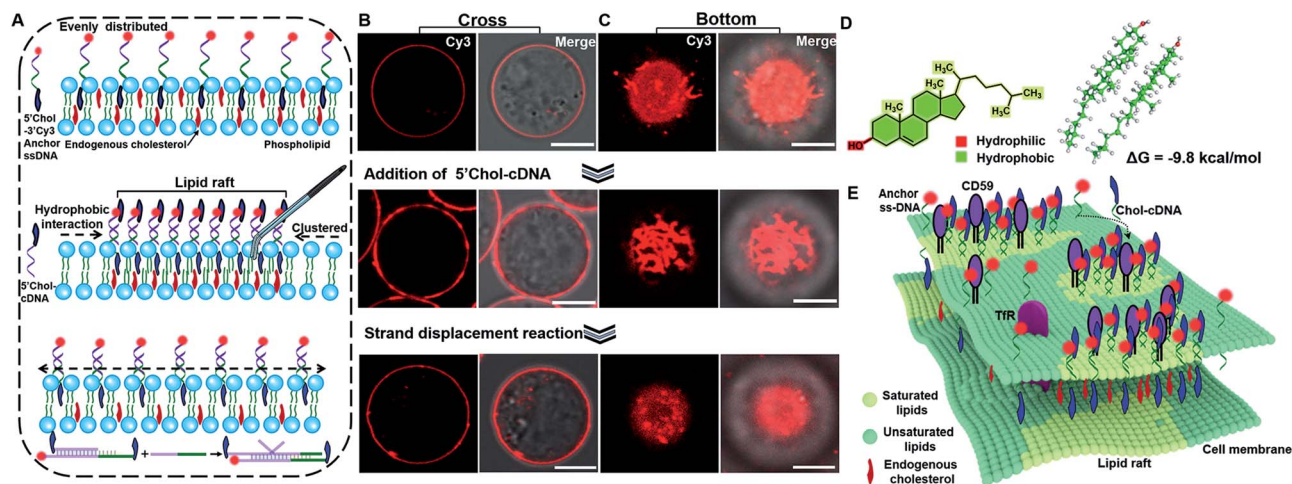 A
Evenly distributed
5'Chol
-3'Cy3
Anchor
ssDNA
Endogenous cholesterol
Phospholipid
Lipid raft
Hydrophobic
interaction
Clustered
5'Chol-
cDNA
+
B
Cross
Cy3
Merge
C
Bottom
Cy3
Merge
Addition of 5'Chol-cDNA
Strand displacement reaction
D
H₃C
CH₃
H₃C
H₃C
H₃C
HO
Hydrophilic
Hydrophobic
ΔG = -9.8 kcal/mol
E
Anchor
ss-DNA
CD59
Chol-cDNA
TfR
Saturated
lipids
Unsaturated
lipids
Endogenous
cholesterol
Lipid raft
Cell membrane